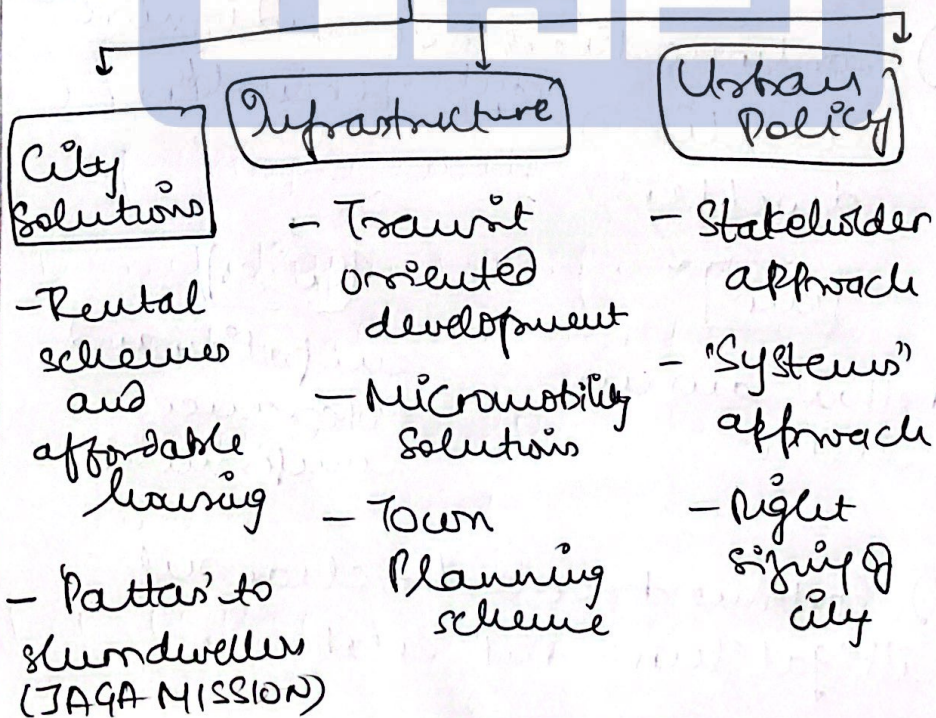 City
Solutions
- Rental
schemes
and
affordable
housing
- 'Pattas' to
slumdwellers
(JAGA MISSION)
Infrastructure
- Transit
oriented
development
- Micromobility
Solutions
- Town
Planning
scheme
Urban
Policy
- Stakeholder
approach
- "Systems"
approach
- Right
sizing of
city